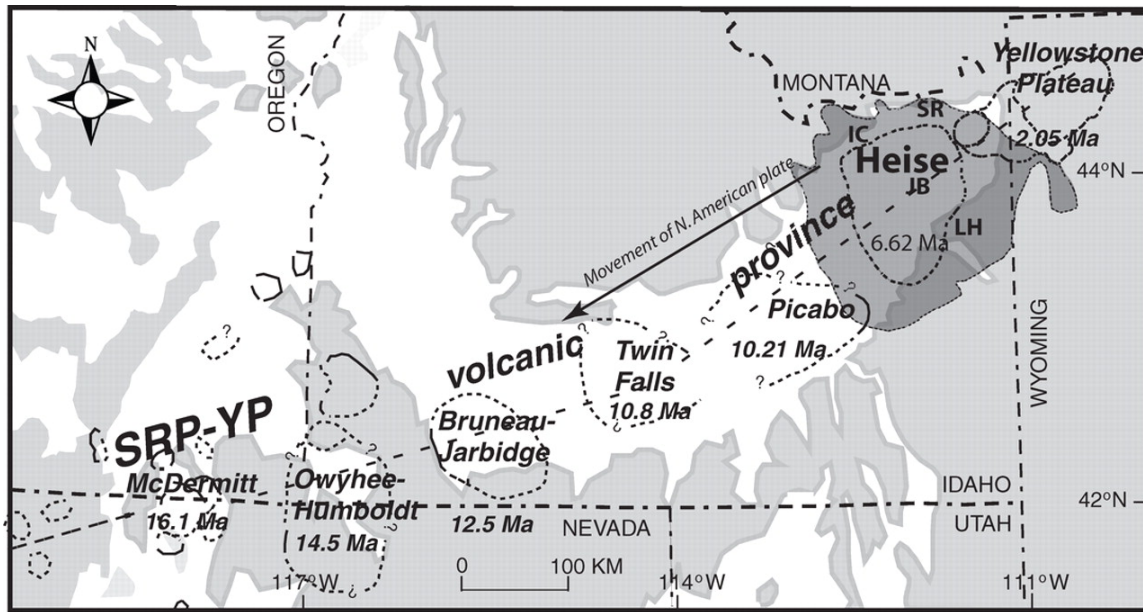 N
OREGON
MONTANA
Yellowstone
Plateau
2.05 Ma
SR
IC
Heise
JB
LH
6.62 Ma
44°N
Movement of N. American plate
province
?
?
?
Picabo
10.21 Ma
?
WYOMING
volcanic
?
?
Twin
Falls
10.8 Ma
?
?
SRP-YP
Bruneau-
Jarbidge
12.5 Ma
?
?
McDermitt
16.1 Ma
Owyhee-
Humboldt
14.5 Ma
?
?
IDAHO
UTAH
42°N
NEVADA
0
100 KM
117°W
114°W
111°W